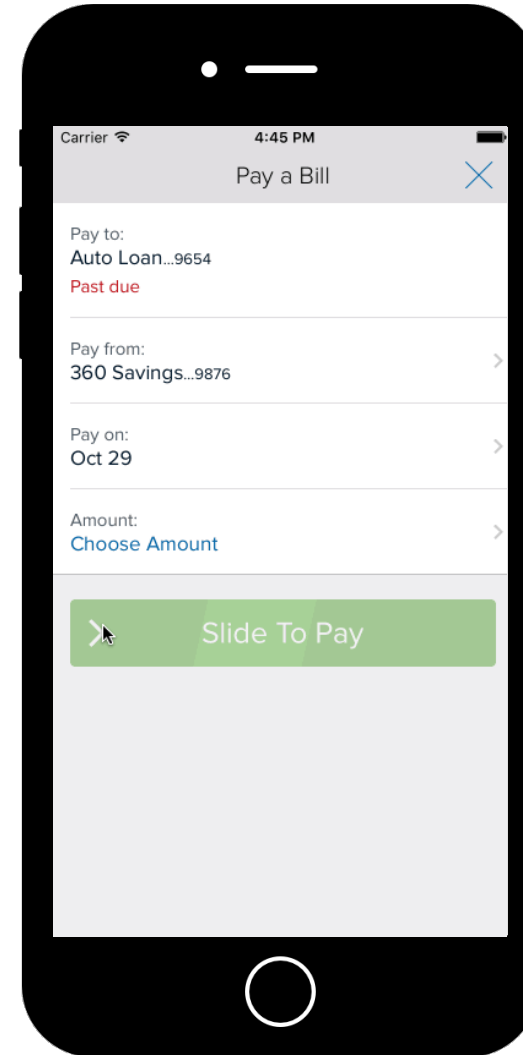 Carrier
4:45 PM
Pay a Bill
Pay to:
Auto Loan...9654
Past due
Pay from:
360 Savings...9876
Pay on:
Oct 29
Amount:
Choose Amount
Slide To Pay